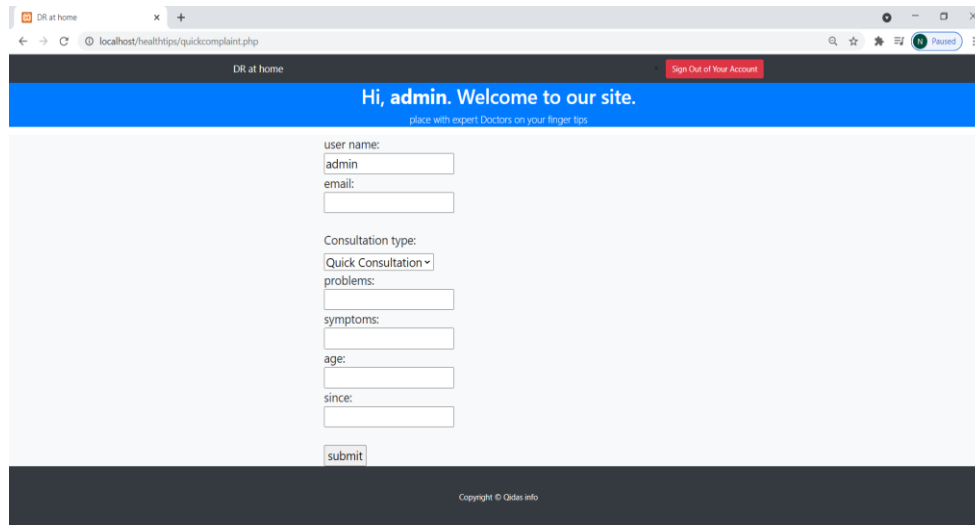 DR at home
localhost/healthtips/quickcomplaint.php
N Paused
DR at home
Sign Out of Your Account
Hi, admin. Welcome to our site.
place with expert Doctors on your finger tips
user name:
admin
email:
Consultation type:
Quick Consultation
problems:
symptoms:
age:
since:
submit
Copyright © Qidas info